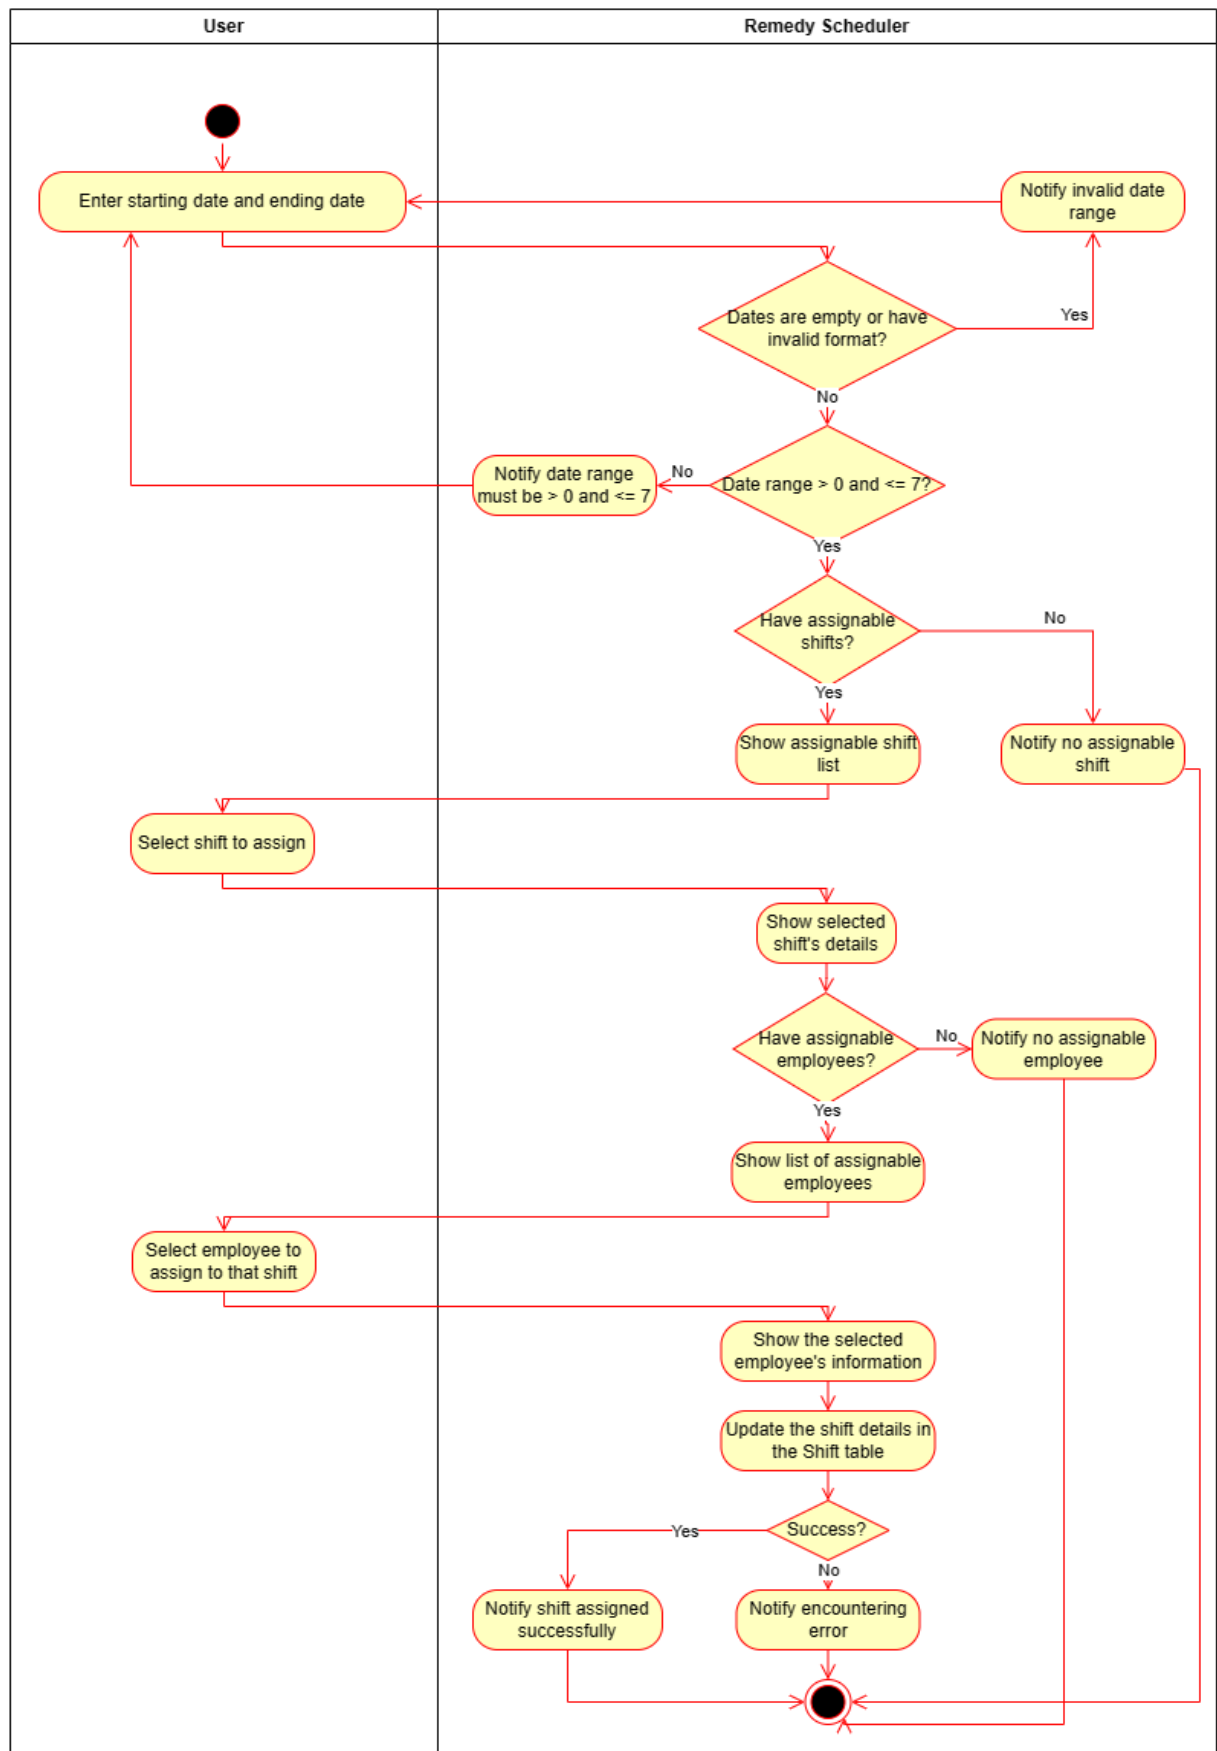 User
Remedy Scheduler
Enter starting date and ending date
Notify invalid date
range
Dates are empty or have
invalid format?
Yes
No
Notify date range
must be > 0 and <= 7
No
Date range > 0 and <= 7?
Yes
Have assignable
shifts?
No
Yes
Show assignable shift
list
Notify no assignable
shift
Select shift to assign
Show selected
shift's details
Have assignable
employees?
No
Notify no assignable
employee
Yes
Show list of assignable
employees
Select employee to
assign to that shift
Show the selected
employee's information
Update the shift details in
the Shift table
Yes
Success?
No
Notify shift assigned
successfully
Notify encountering
error